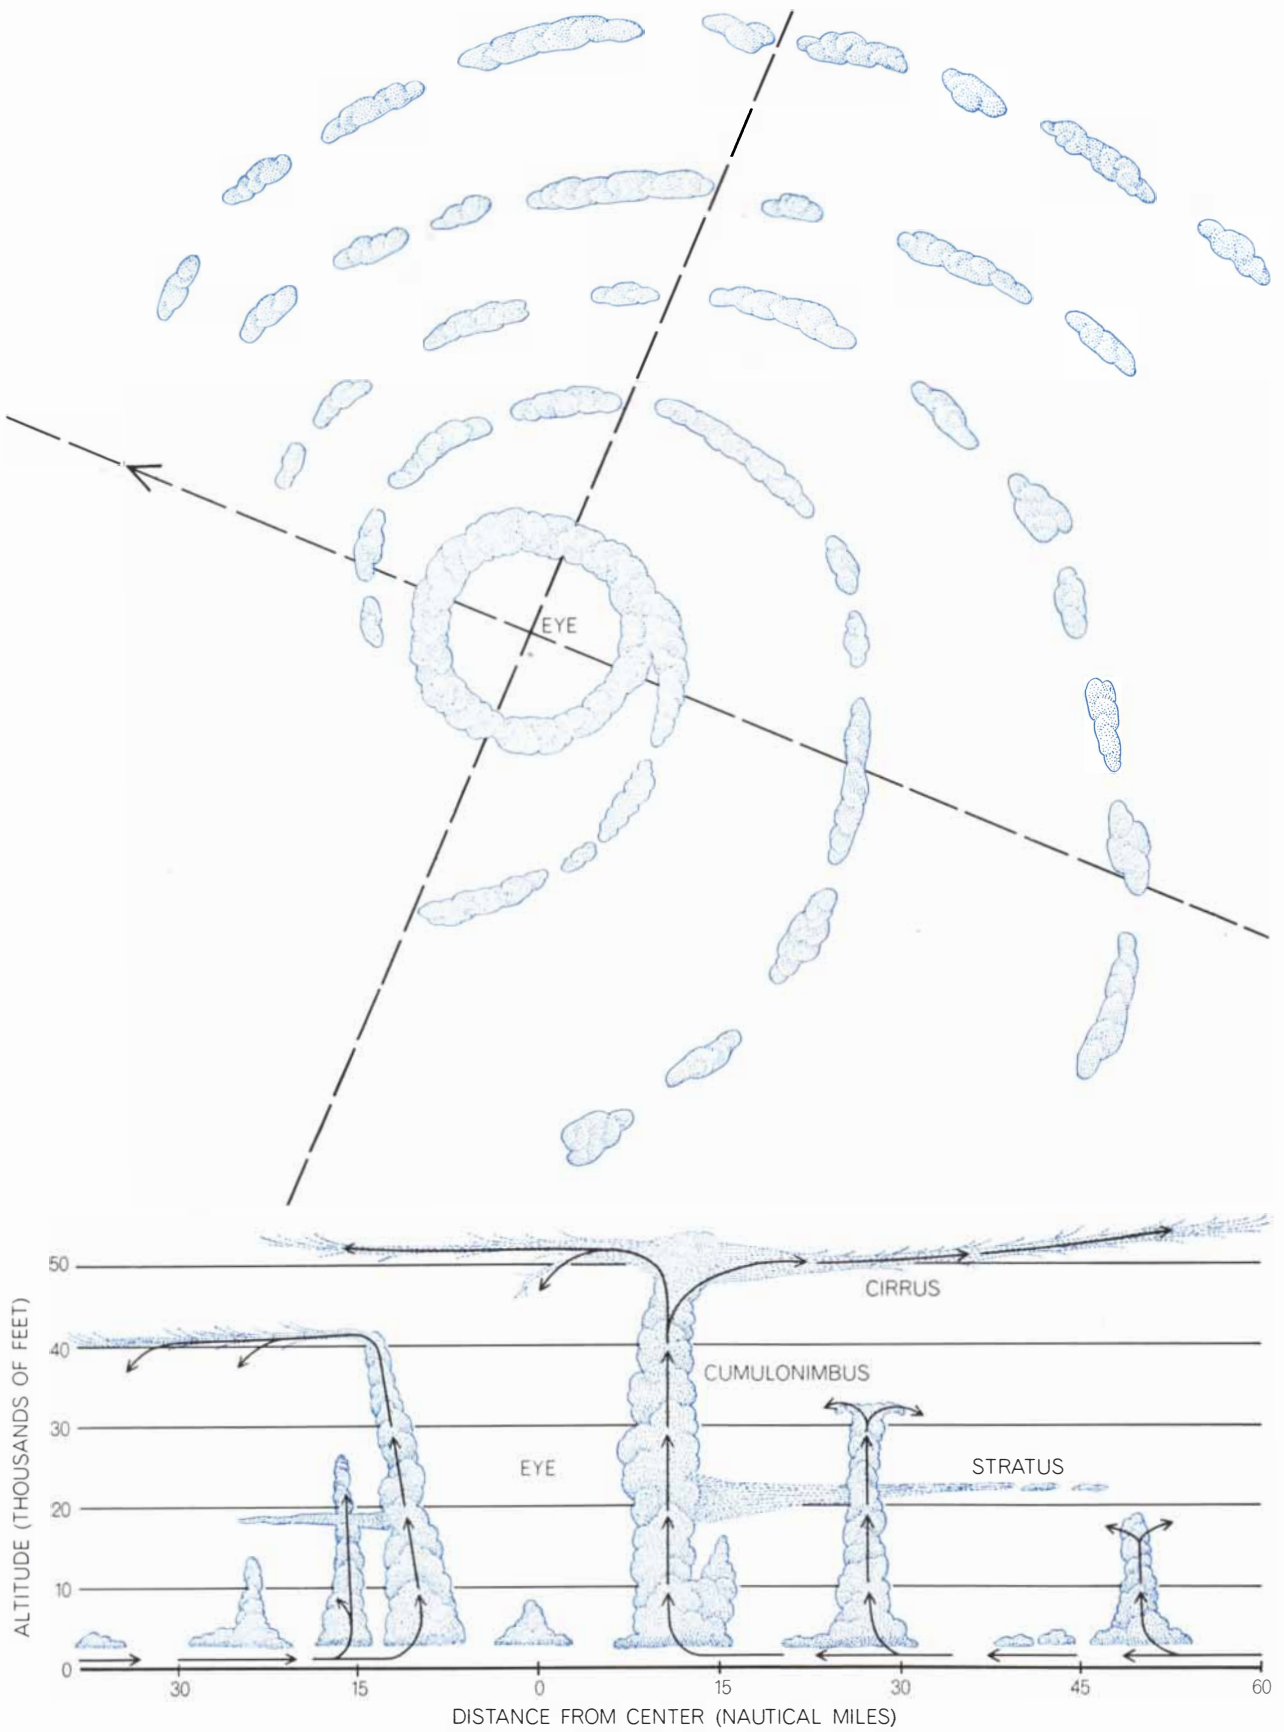 EYE
50
CIRRUS
40
CUMULONIMBUS
30
EYE
STRATUS
20
10
0
ALTITUDE (THOUSANDS OF FEET)
30 15 0 15 30 45 60
DISTANCE FROM CENTER (NAUTICAL MILES)